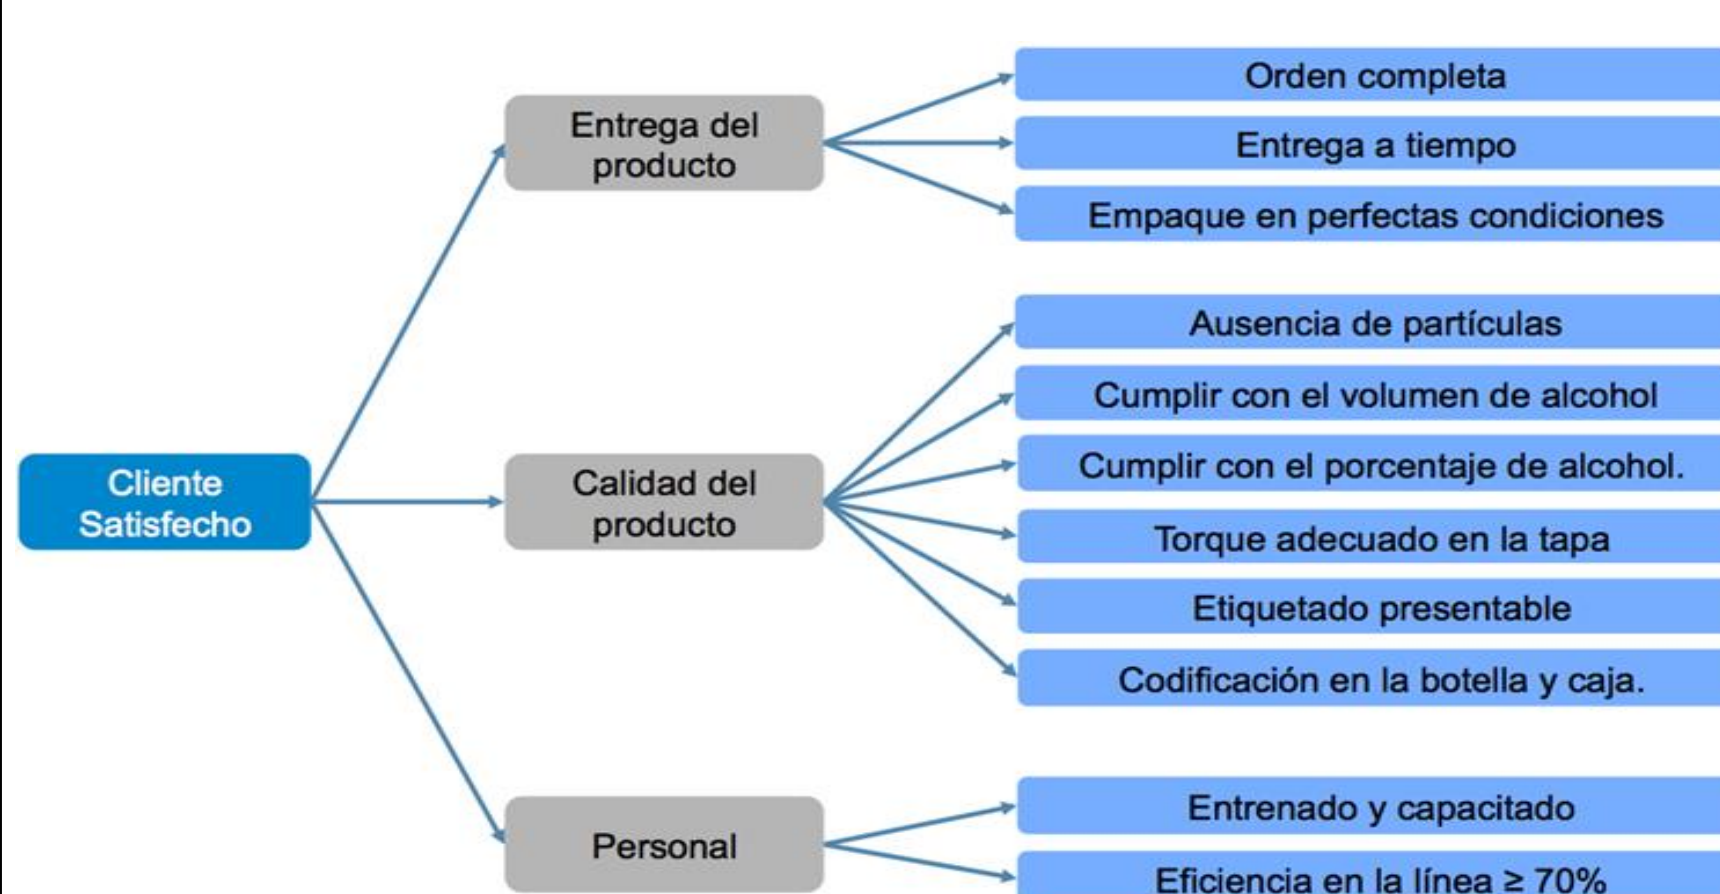 Cliente
Satisfecho
Entrega del
producto
Orden completa
Entrega a tiempo
Empaque en perfectas condiciones
Calidad del
producto
Ausencia de partículas
Cumplir con el volumen de alcohol
Cumplir con el porcentaje de alcohol.
Torque adecuado en la tapa
Etiquetado presentable
Codificación en la botella y caja.
Personal
Entrenado y capacitado
Eficiencia en la línea ≥ 70%